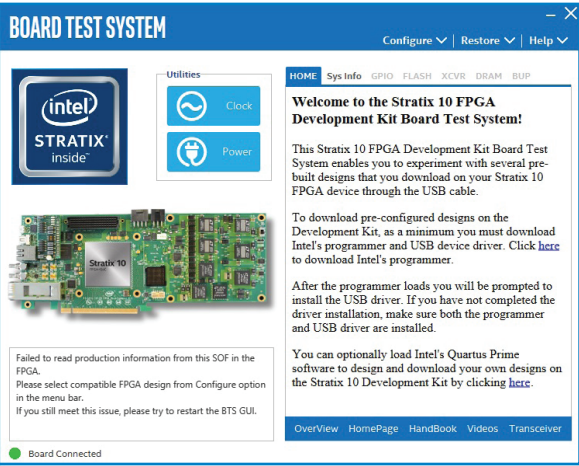 BOARD TEST SYSTEM
Configure | Restore | Help
Utilities
Clock
Power
intel
STRATIX
inside™
Stratix 10
Failed to read production information from this SOF in the
FPGA.
Please select compatible FPGA design from Configure option
in the menu bar.
If you still meet this issue, please try to restart the BTS GUI.
Board Connected
HOME Sys Info GPIO FLASH XCVR DRAM BUP
Welcome to the Stratix 10 FPGA
Development Kit Board Test System!
This Stratix 10 FPGA Development Kit Board Test
System enables you to experiment with several pre-
built designs that you download on your Stratix 10
FPGA device through the USB cable.
To download pre-configured designs on the
Development Kit, as a minimum you must download
Intel's programmer and USB device driver. Click here
to download Intel's programmer.
After the programmer loads you will be prompted to
install the USB driver. If you have not completed the
driver installation, make sure both the programmer
and USB driver are installed.
You can optionally load Intel's Quartus Prime
software to design and download your own designs on
the Stratix 10 Development Kit by clicking here.
OverView HomePage HandBook Videos Transceiver